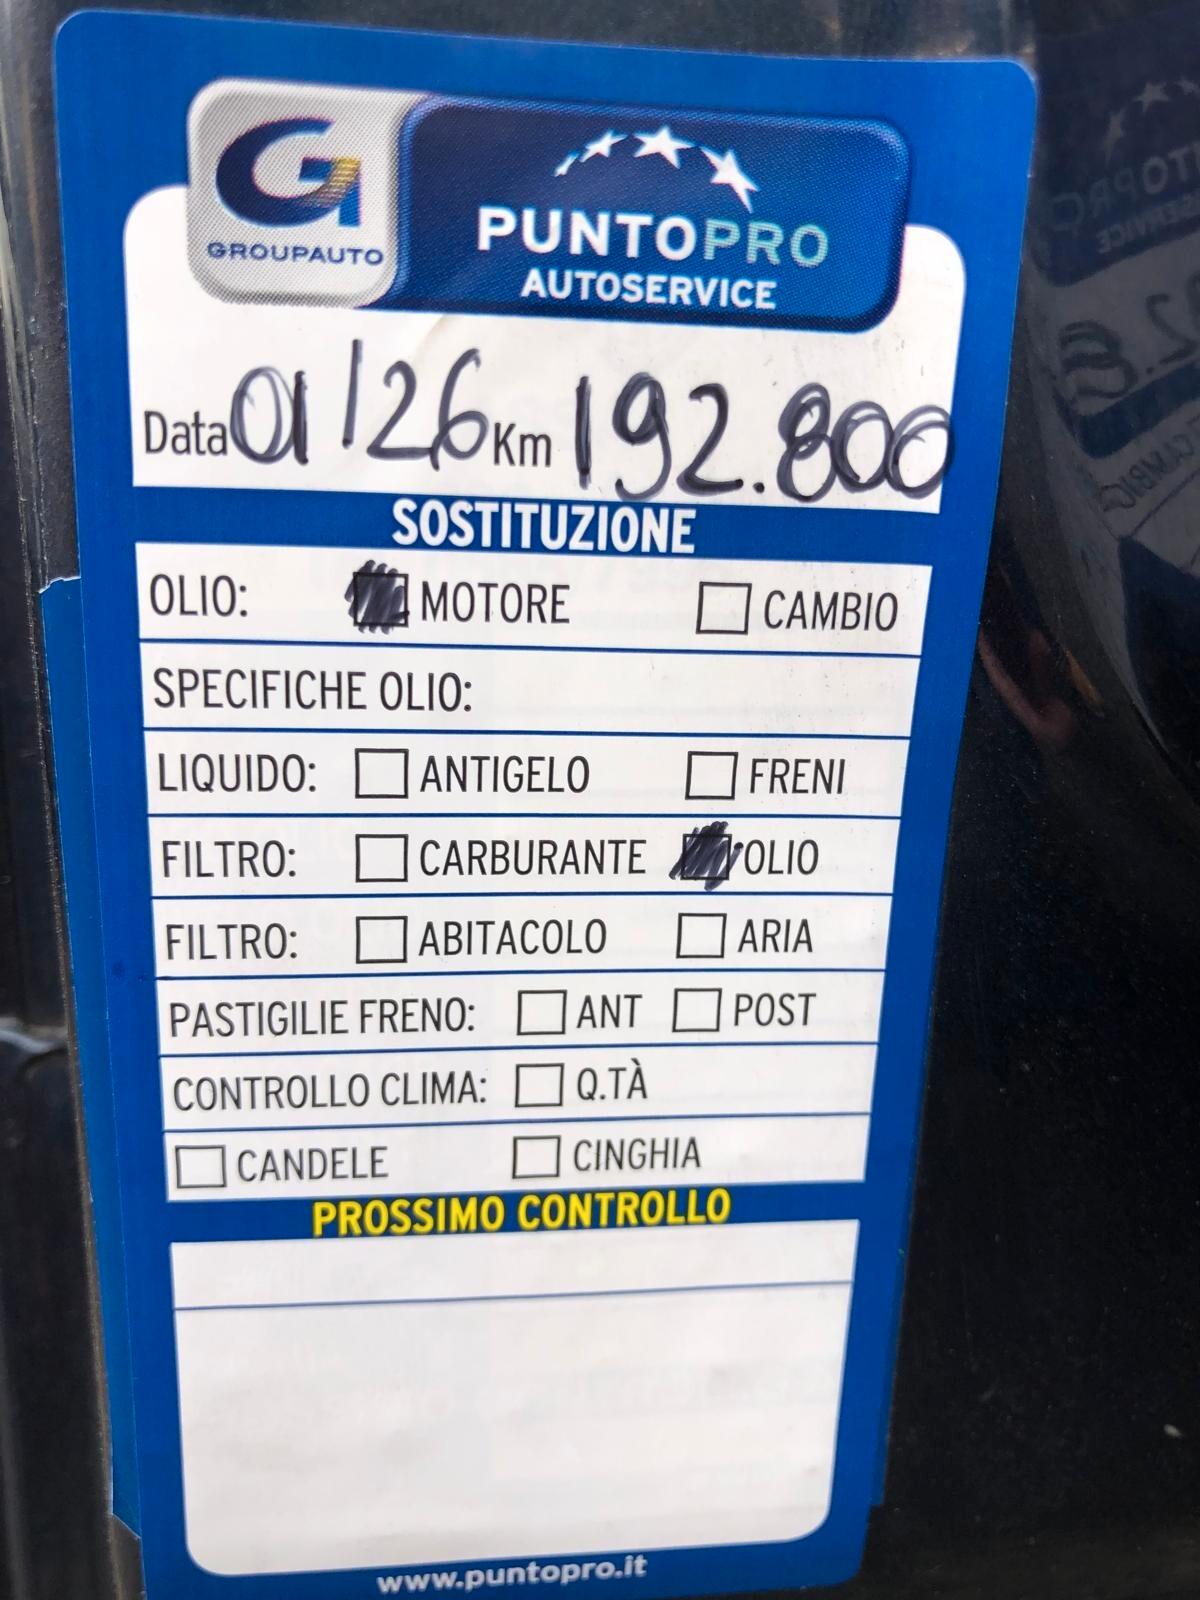 GROUPAUTO
PUNTOPRO
AUTOSERVICE
Data 01/26 Km 192.800
SOSTITUZIONE
OLIO: MOTORE CAMBIO
SPECIFICHE OLIO:
LIQUIDO: ANTIGELO FRENI
FILTRO: CARBURANTE OLIO
FILTRO: ABITACOLO ARIA
PASTIGILIE FRENO: ANT POST
CONTROLLO CLIMA: Q.TÀ
CANDELE CINGHIA
PROSSIMO CONTROLLO
www.puntopro.it